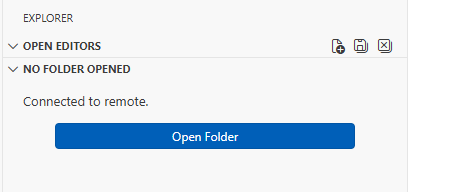 EXPLORER
OPEN EDITORS
NO FOLDER OPENED
Connected to remote.
Open Folder